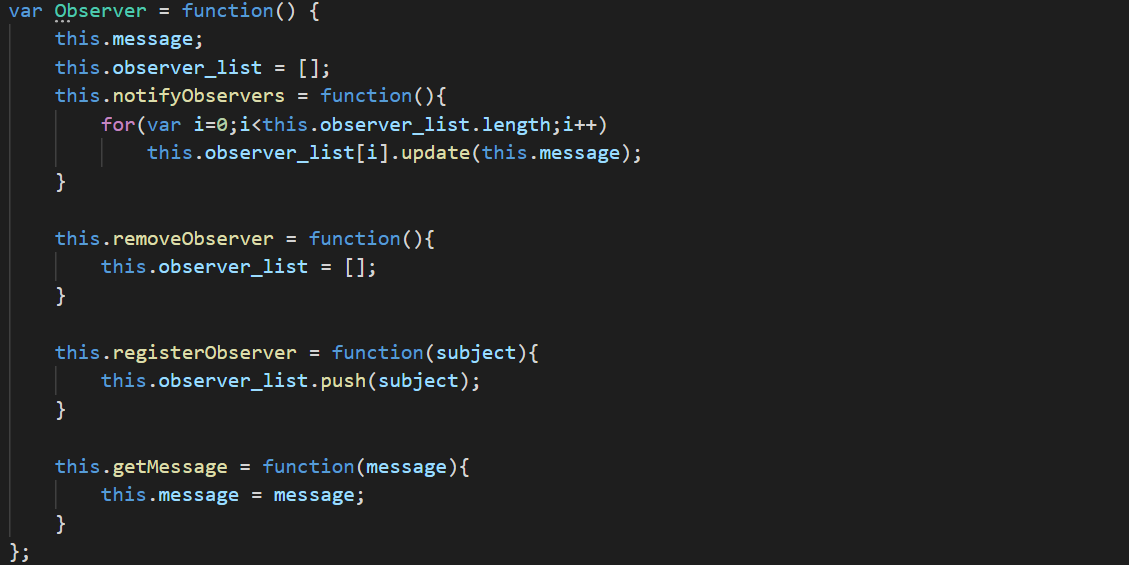 var Observer = function() {
    this.message;
    this.observer_list = [];
    this.notifyObservers = function(){
        for(var i=0;i<this.observer_list.length;i++)
            this.observer_list[i].update(this.message);
    }

    this.removeObserver = function(){
        this.observer_list = [];
    }

    this.registerObserver = function(subject){
        this.observer_list.push(subject);
    }

    this.getMessage = function(message){
        this.message = message;
    }
};